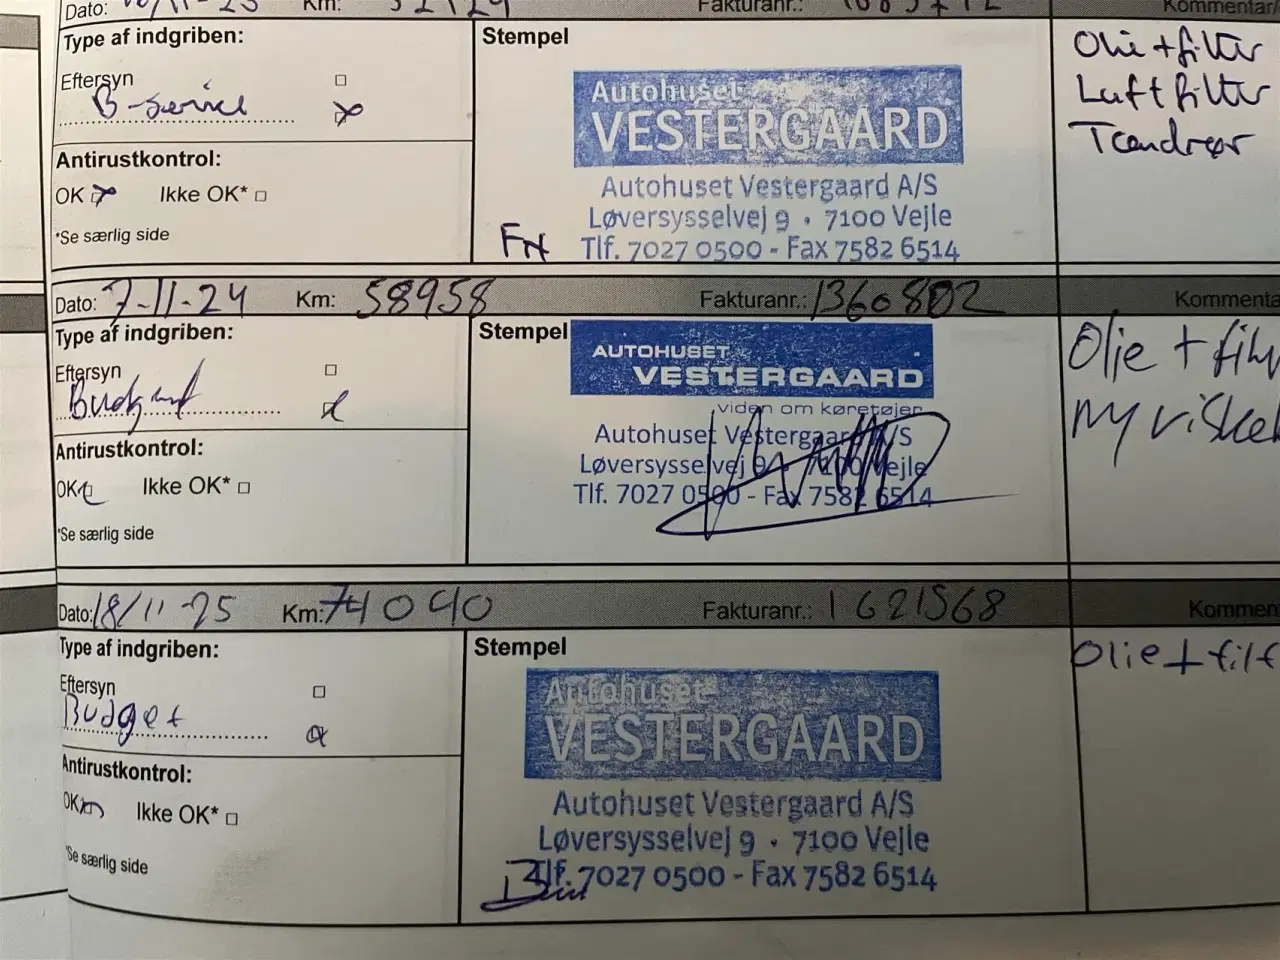 Dato:
Km:
Fakturanr.:
Kommentar/
Type af indgriben:
Stempel
Olie + filter
Luftfilter
Tændrør
Eftersyn
B-service
Antirustkontrol:
OK Ikke OK*
*Se særlig side
Autohuset
VESTERGAARD
Autohuset Vestergaard A/S
Løversysselvej 9 · 7100 Vejle
FH Tlf. 7027 0500 - Fax 7582 6514
Dato: 7-11-24 Km: 58958 Fakturanr.: 1360802 Kommenta
Type af indgriben:
Stempel
Olie + filt
ny viske
Eftersyn
Budget
Antirustkontrol:
OK Ikke OK*
*Se særlig side
AUTOHUSET
VESTERGAARD
viden om køretøjer
Autohuset Vestergaard A/S
Løversysselvej 9 · 7100 Vejle
Tlf. 7027 0500 - Fax 7582 6514
Dato: 18/11-25 Km: 74040 Fakturanr.: 1621568 Kommen
Type af indgriben:
Stempel
Olie + filt
Eftersyn
Budget
Antirustkontrol:
OK Ikke OK*
*Se særlig side
Autohuset
VESTERGAARD
Autohuset Vestergaard A/S
Løversysselvej 9 · 7100 Vejle
Tlf. 7027 0500 - Fax 7582 6514